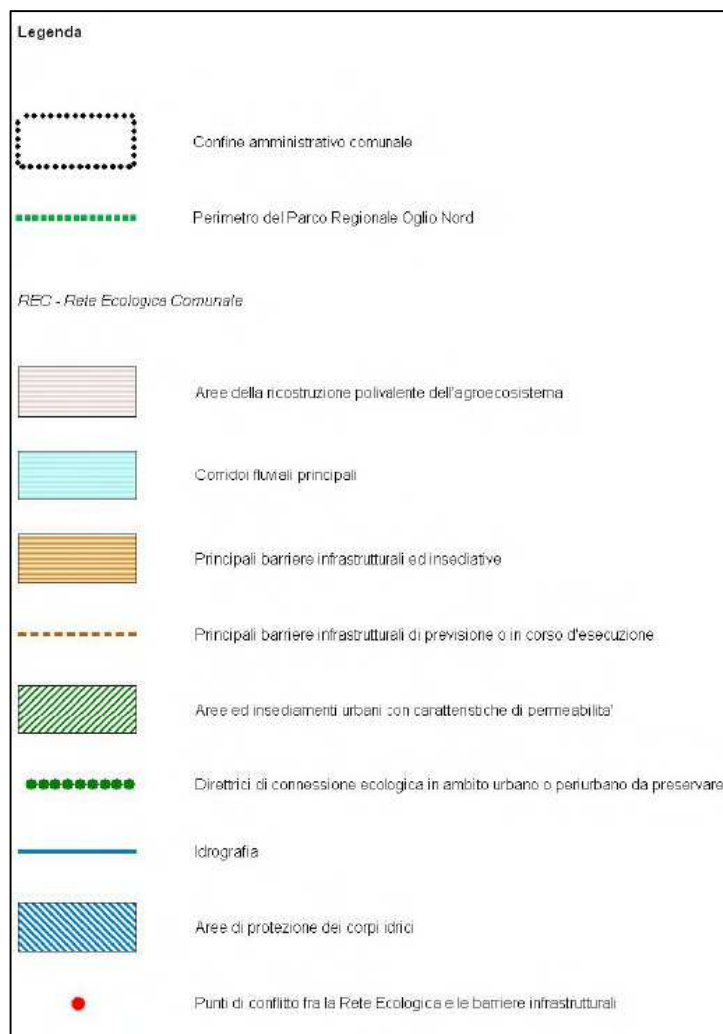 Legenda
Confine amministrativo comunale
Perimetro del Parco Regionale Oglio Nord
REC - Rete Ecologica Comunale
Aree della ricostruzione polivalente dell'agroecosistema
Corridoi fluviali principali
Principali barriere infrastrutturali ed insediative
Principali barriere infrastrutturali di previsione o in corso d'esecuzione
Aree ed insediamenti urbani con caratteristiche di permeabilita'
Direttrici di connessione ecologica in ambito urbano o periurbano da preservare
Idrografia
Aree di protezione dei corpi idrici
Punti di conflitto fra la Rete Ecologica e le barriere infrastrutturali